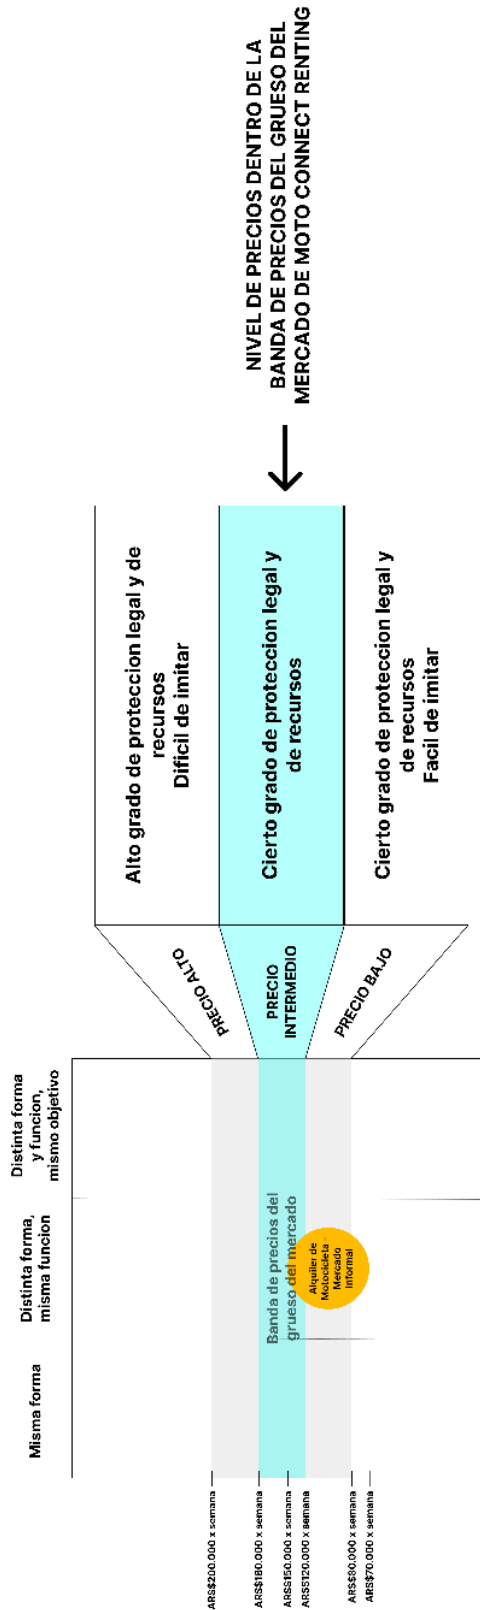 Misma forma
Distinta forma,
misma funcion
Distinta forma
y funcion,
mismo objetivo
ARS$200.000 x semana
ARS$180.000 x semana
ARS$150.000 x semana
ARS$120.000 x semana
ARS$80.000 x semana
ARS$70.000 x semana
Banda de precios del
grueso del mercado
Alquiler de
Motocicleta -
Mercado
Informal
PRECIO ALTO
PRECIO
INTERMEDIO
PRECIO BAJO
Alto grado de proteccion legal y de
recursos
Dificil de imitar
Cierto grado de proteccion legal y
de recursos
Cierto grado de proteccion legal y
de recursos
Facil de imitar
NIVEL DE PRECIOS DENTRO DE LA
BANDA DE PRECIOS DEL GRUESO DEL
MERCADO DE MOTO CONNECT RENTING